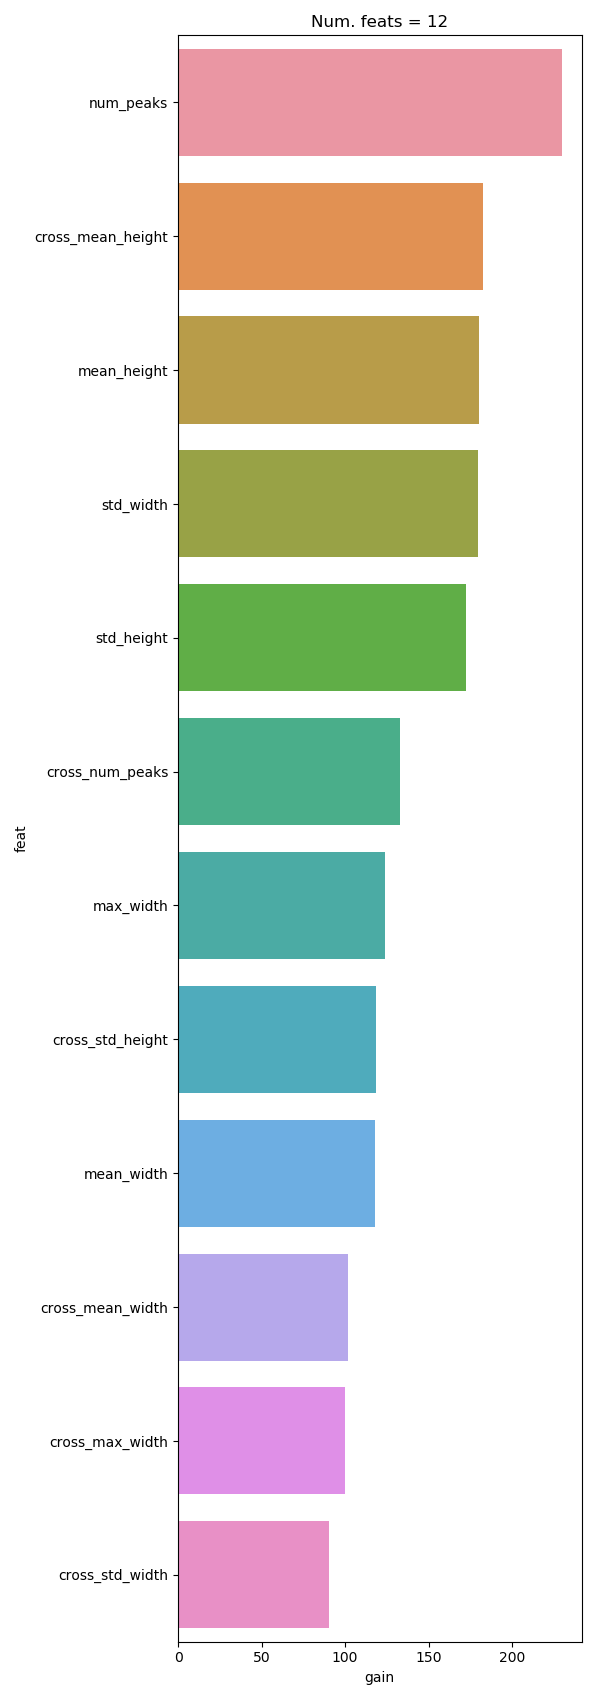 Num. feats = 12
num_peaks
cross_mean_height
mean_height
std_width
std_height
cross_num_peaks
max_width
cross_std_height
mean_width
cross_mean_width
cross_max_width
cross_std_width
feat
0 50 100 150 200
gain